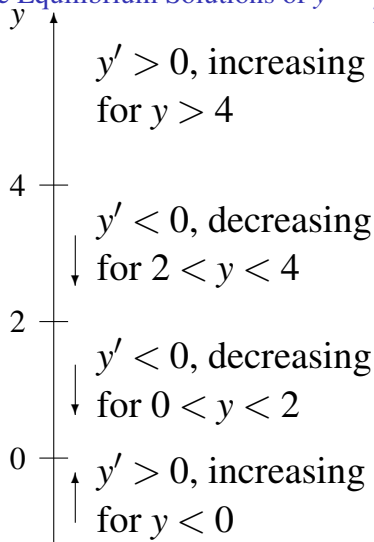 Equilibrium Solutions of y
y
y′ > 0, increasing
for y > 4
4
y′ < 0, decreasing
for 2 < y < 4
2
y′ < 0, decreasing
for 0 < y < 2
0
y′ > 0, increasing
for y < 0